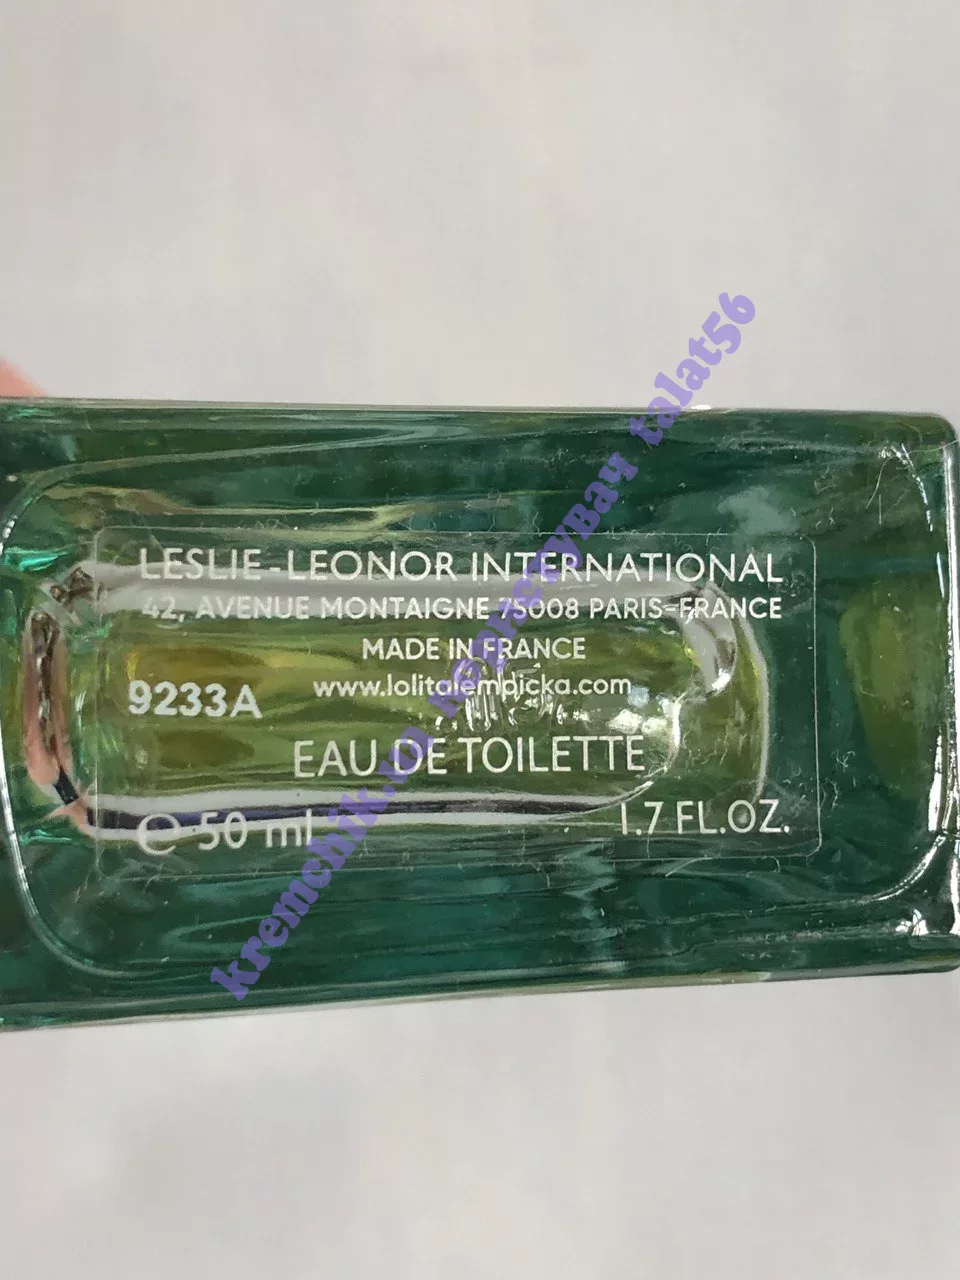 LESLIE-LEONOR INTERNATIONAL
42, AVENUE MONTAIGNE 75008 PARIS-FRANCE
MADE IN FRANCE
www.lolitalempicka.com
9233A
EAU DE TOILETTE
e 50 ml 1.7 FL.OZ.
kremchik.ua talat56